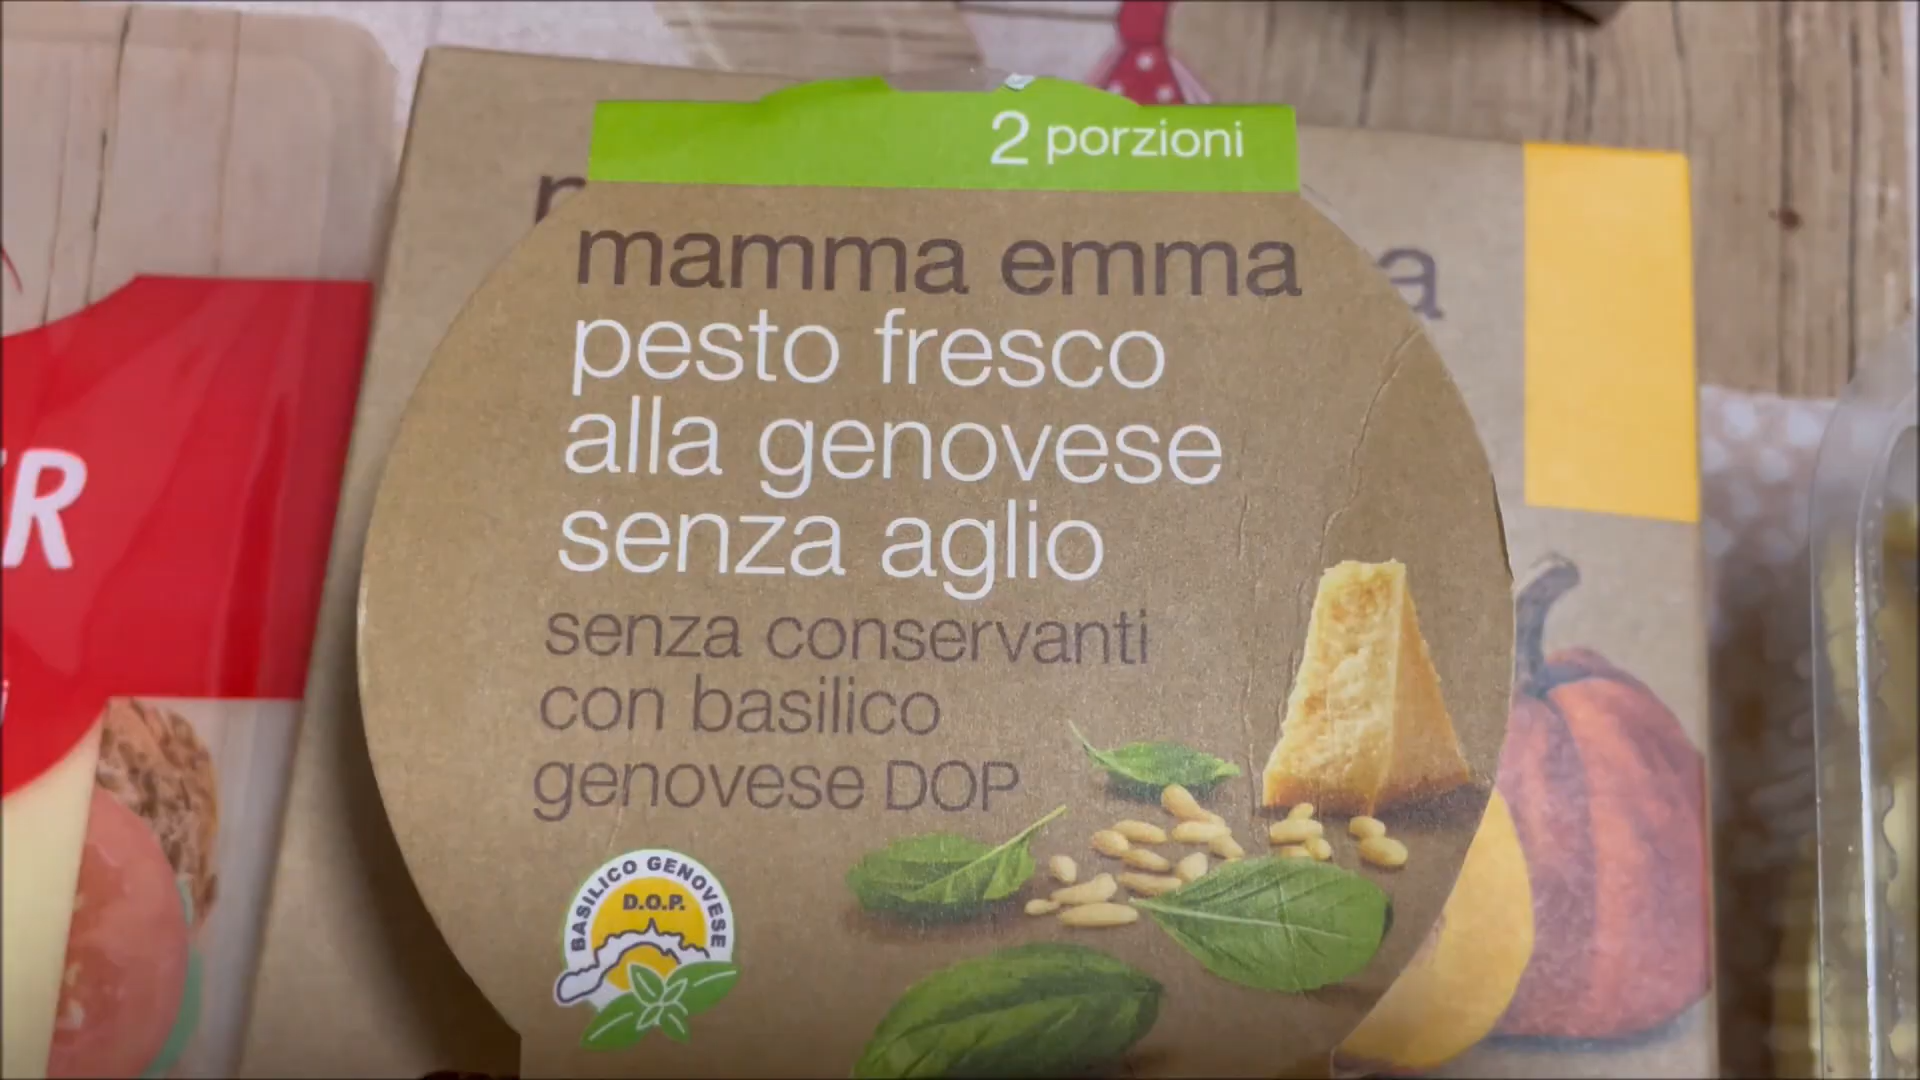 2 porzioni
mamma emma
pesto fresco
alla genovese
senza aglio
senza conservanti
con basilico
genovese DOP
BASILICO GENOVESE
D.O.P.